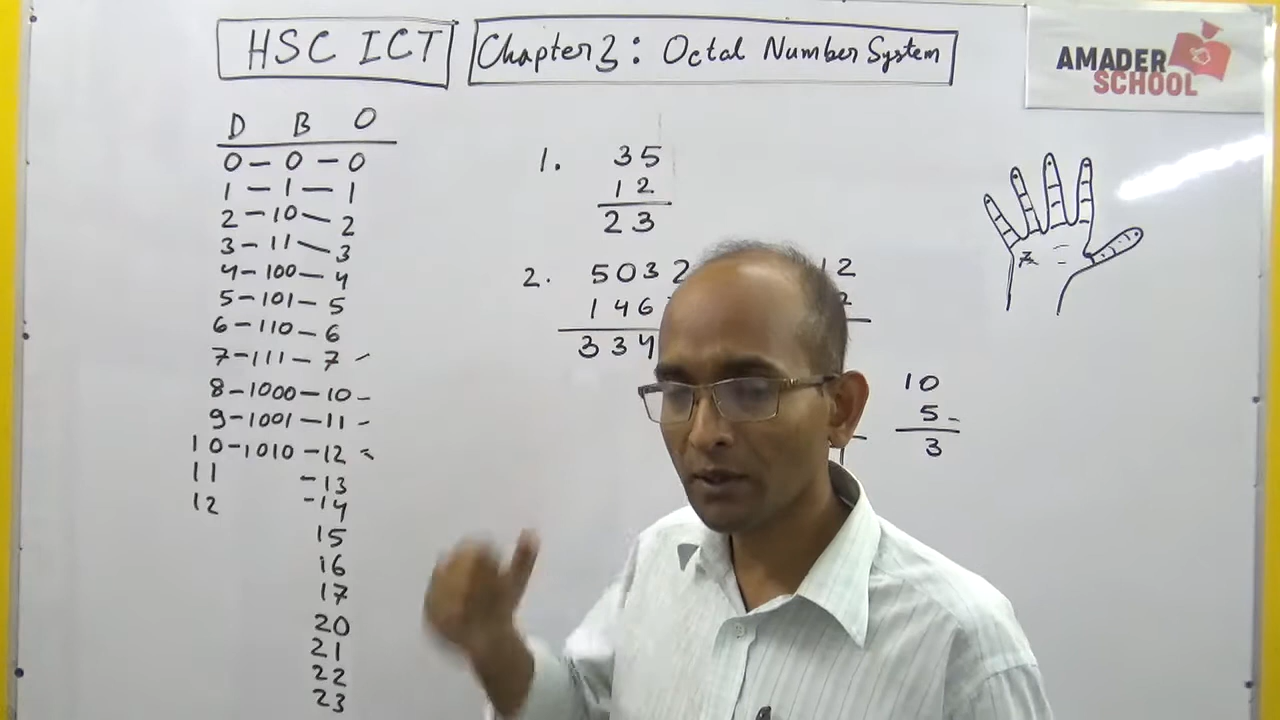 HSC ICT
Chapter 3: Octal Number System
AMADER
SCHOOL
D B O
0 – 0 – 0
1 – 1 – 1
2 – 10 – 2
3 – 11 – 3
4 – 100 – 4
5 – 101 – 5
6 – 110 – 6
7 – 111 – 7
8 – 1000 – 10
9 – 1001 – 11
10 – 1010 – 12
11 – 13
12 – 14
15
16
17
20
21
22
23
1. 35
12
23
2. 5032
146
334
12
2
10
5
3